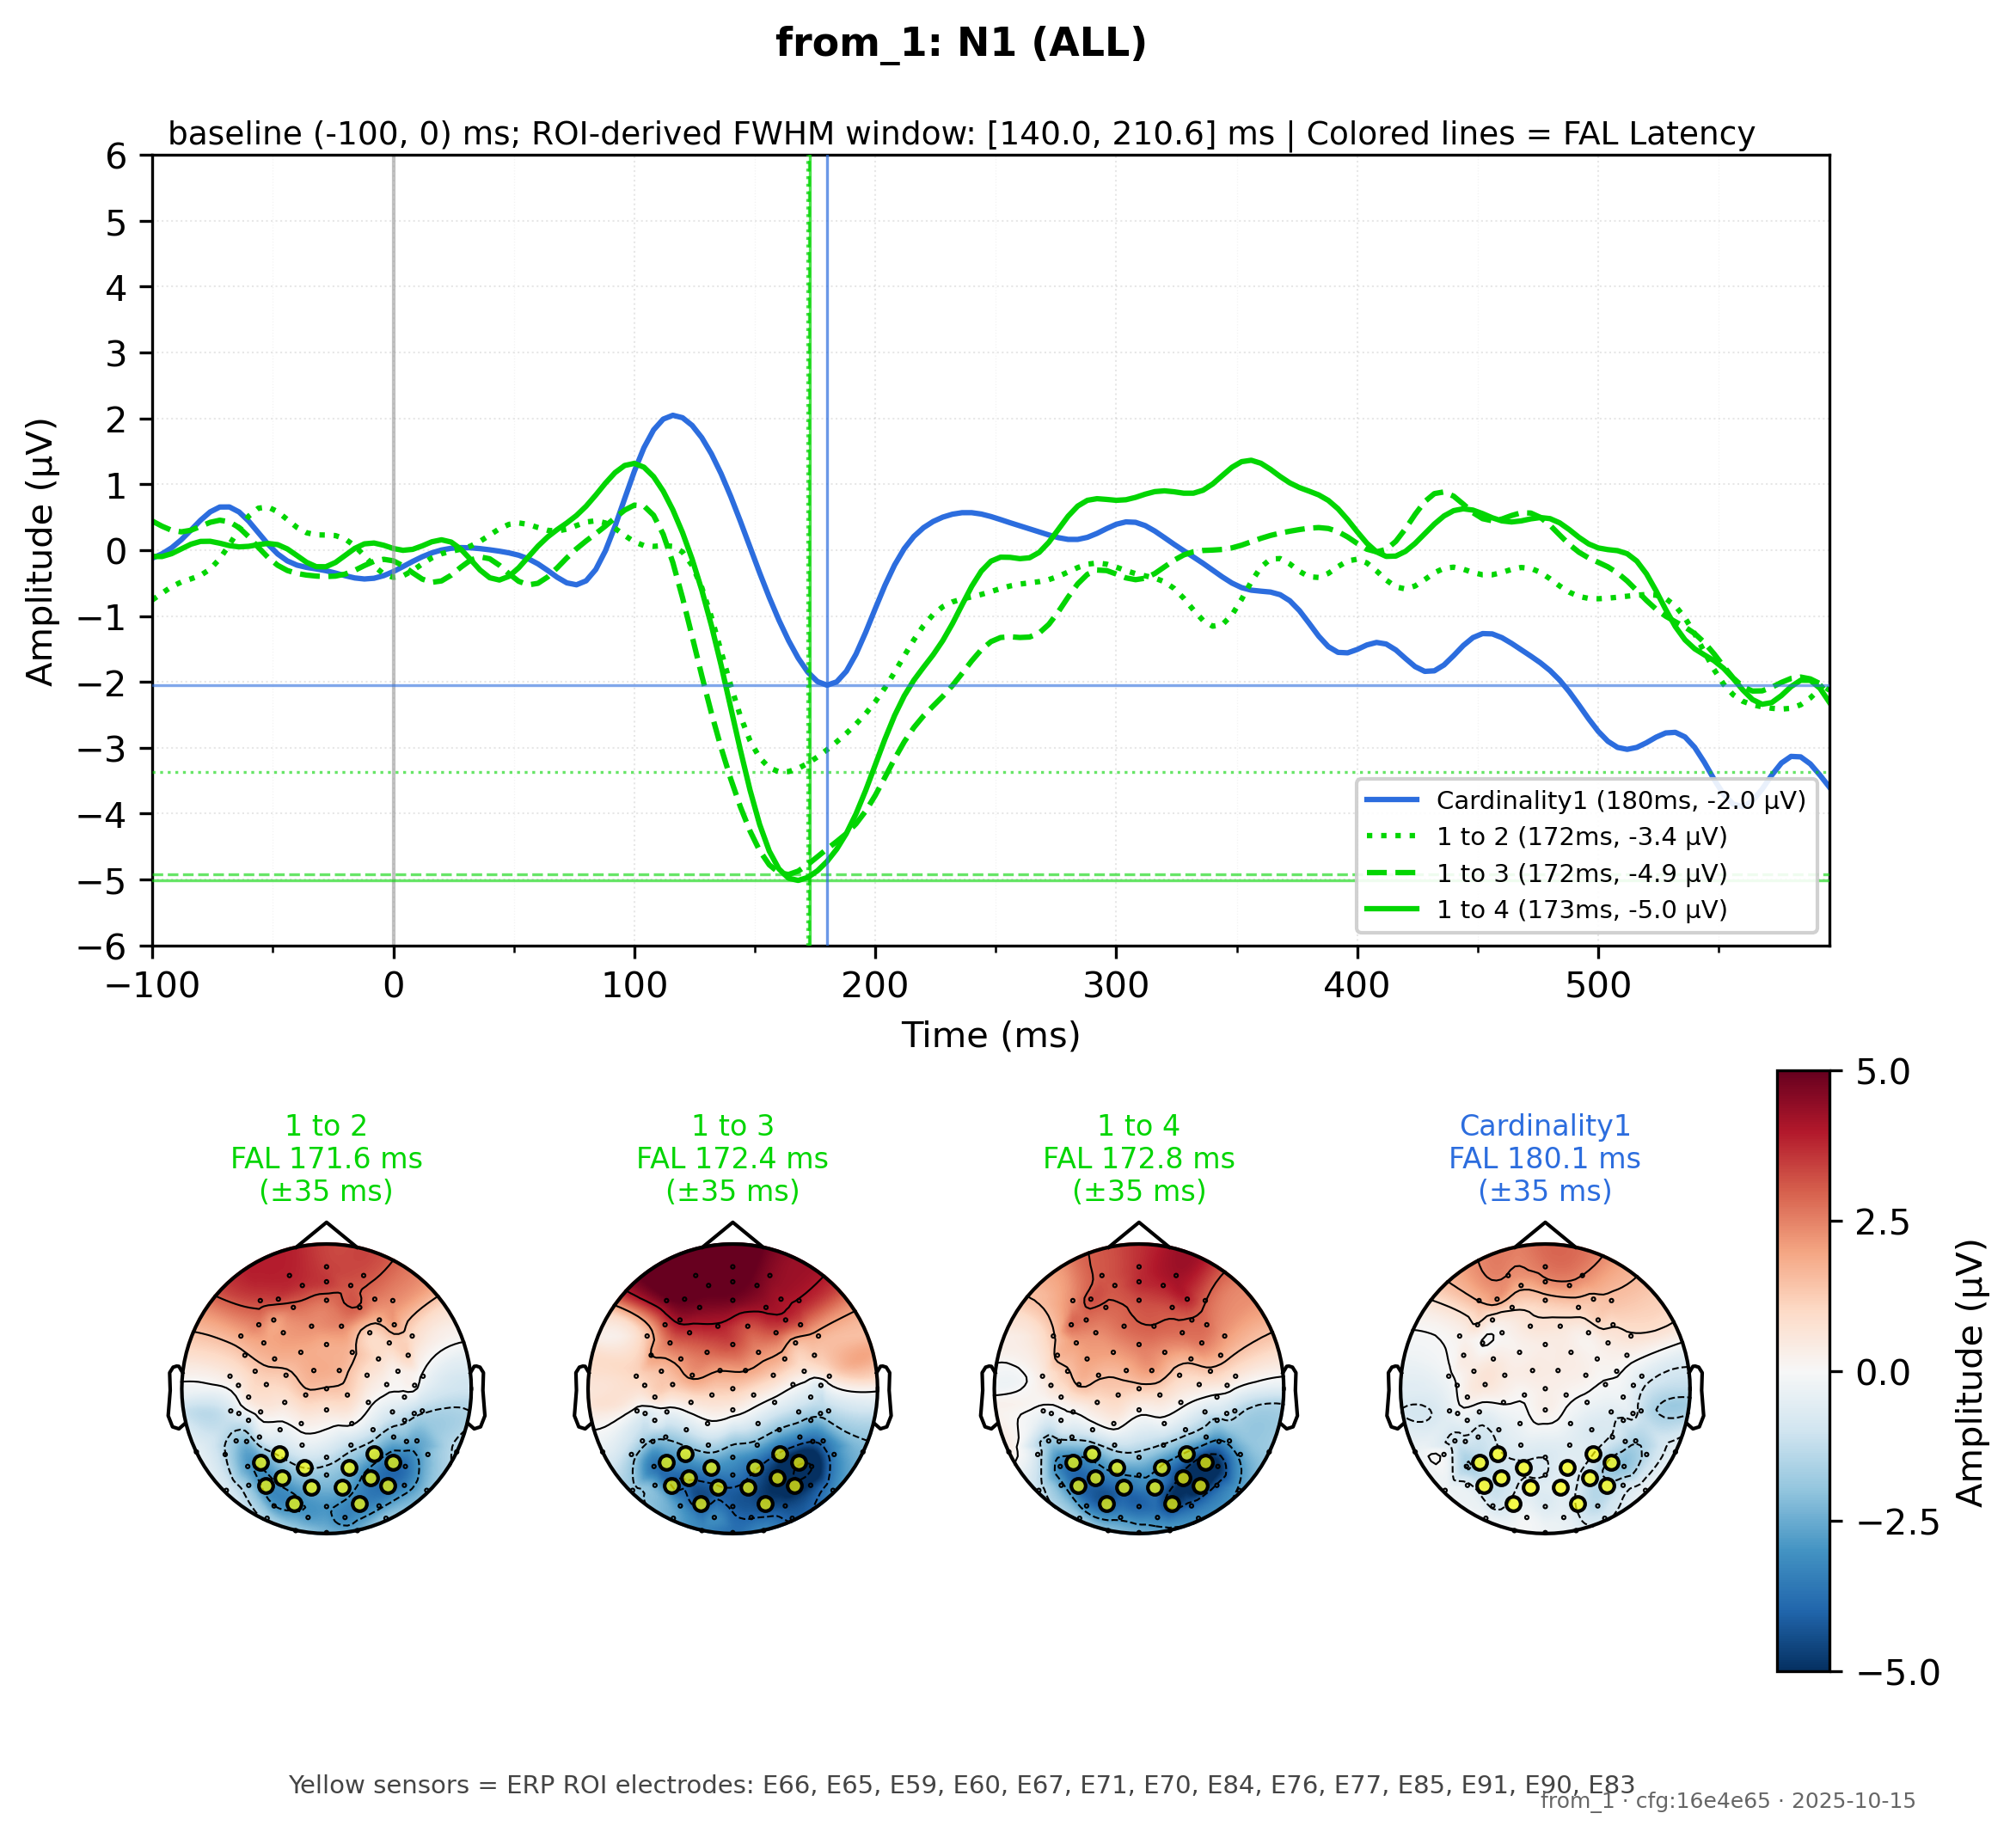 from_1: N1 (ALL)
baseline (-100, 0) ms; ROI-derived FWHM window: [140.0, 210.6] ms | Colored lines = FAL Latency
6
5
4
3
2
1
0
−1
−2
−3
−4
−5
−6
Amplitude (μV)
Cardinality1 (180ms, -2.0 μV)
1 to 2 (172ms, -3.4 μV)
1 to 3 (172ms, -4.9 μV)
1 to 4 (173ms, -5.0 μV)
−100 0 100 200 300 400 500
Time (ms)
1 to 2
FAL 171.6 ms
(±35 ms)
1 to 3
FAL 172.4 ms
(±35 ms)
1 to 4
FAL 172.8 ms
(±35 ms)
Cardinality1
FAL 180.1 ms
(±35 ms)
5.0
2.5
0.0
−2.5
−5.0
Amplitude (μV)
Yellow sensors = ERP ROI electrodes: E66, E65, E59, E60, E67, E71, E70, E84, E76, E77, E85, E91, E90, E83
from_1 · cfg:16e4e65 · 2025-10-15